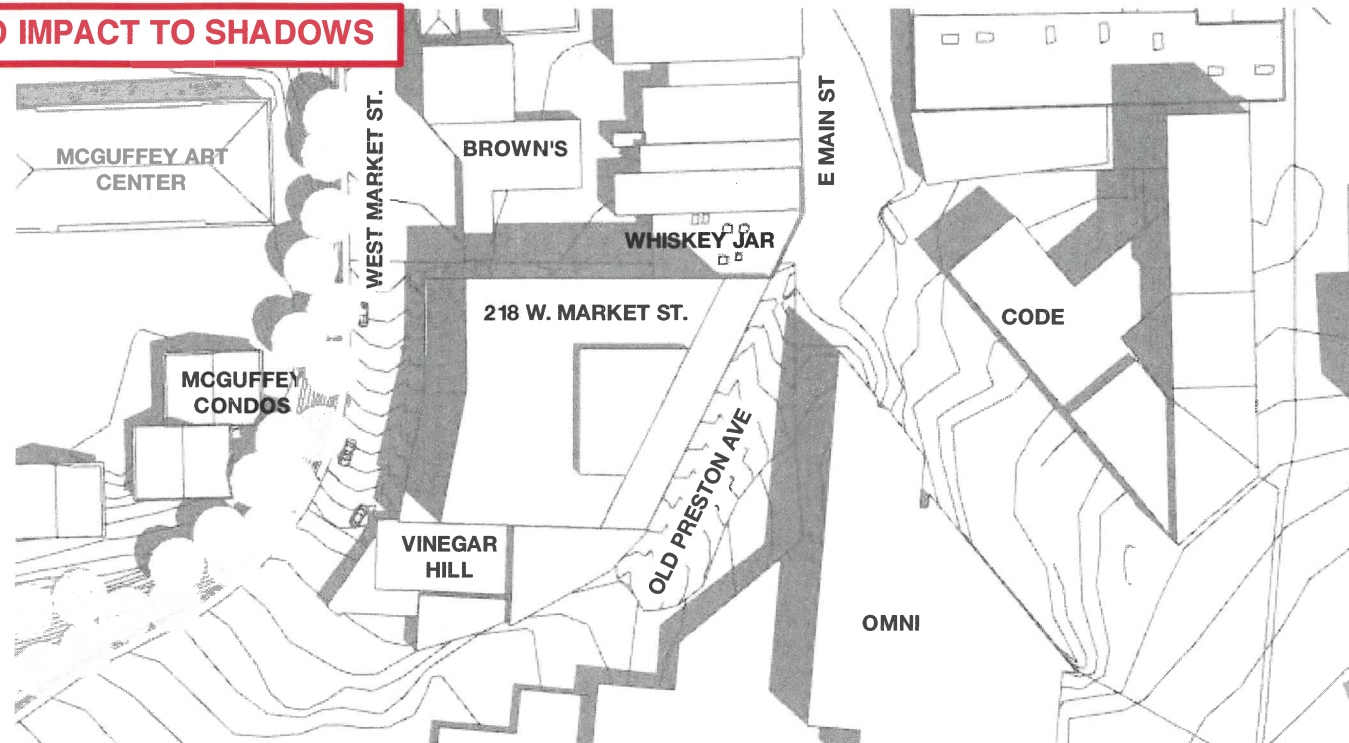 IMPACT TO SHADOWS
MCGUFFEY ART
CENTER
WEST MARKET ST.
BROWN'S
E MAIN ST
WHISKEY JAR
218 W. MARKET ST.
CODE
MCGUFFEY
CONDOS
OLD PRESTON AVE
VINEGAR
HILL
OMNI